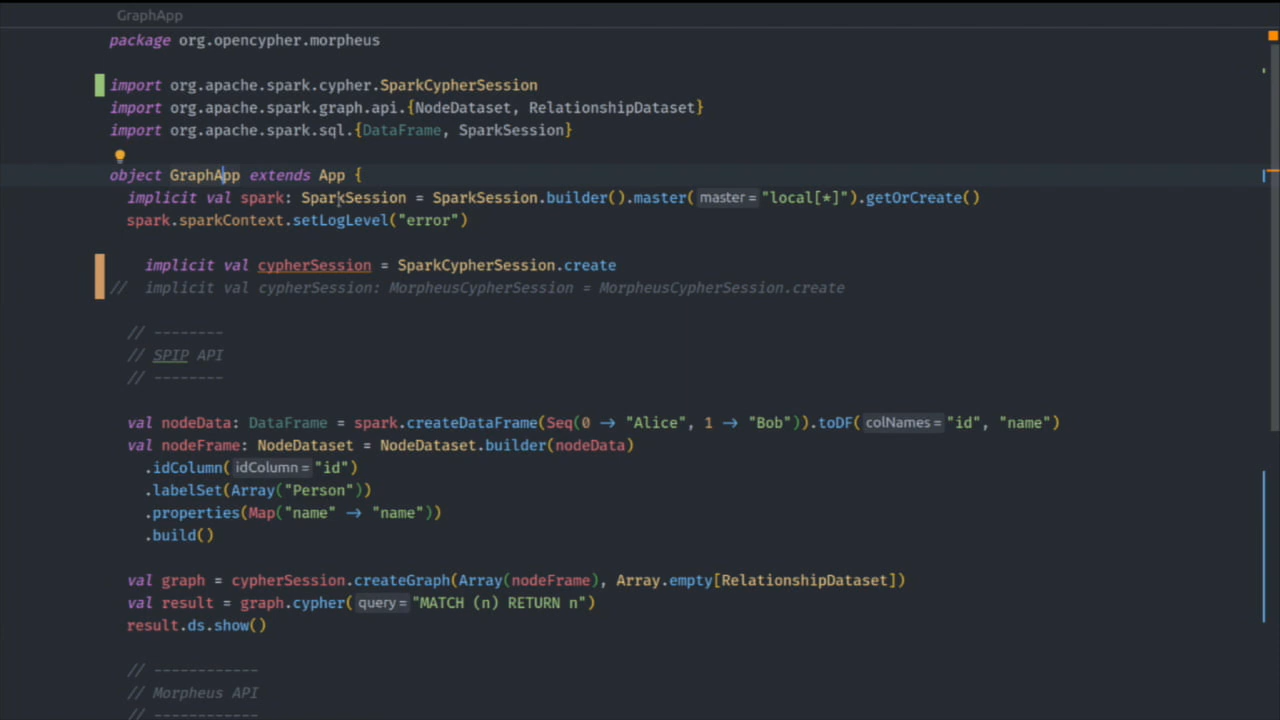 GraphApp
package org.opencypher.morpheus
import org.apache.spark.cypher.SparkCypherSession
import org.apache.spark.graph.api.{NodeDataset, RelationshipDataset}
import org.apache.spark.sql.{DataFrame, SparkSession}
object GraphApp extends App {
implicit val spark: SparkSession = SparkSession.builder().master( master = "local[*]").getOrCreate()
spark.sparkContext.setLogLevel("error")
implicit val cypherSession = SparkCypherSession.create
// implicit val cypherSession: MorpheusCypherSession = MorpheusCypherSession.create
// --------
// SPIP API
// --------
val nodeData: DataFrame = spark.createDataFrame(Seq(0 → "Alice", 1 → "Bob")).toDF( colNames = "id", "name")
val nodeFrame: NodeDataset = NodeDataset.builder(nodeData)
.idColumn( idColumn = "id")
.labelSet(Array("Person"))
.properties(Map("name" → "name"))
.build()
val graph = cypherSession.createGraph(Array(nodeFrame), Array.empty[RelationshipDataset])
val result = graph.cypher( query = "MATCH (n) RETURN n")
result.ds.show()
// ------------
// Morpheus API
// ------------